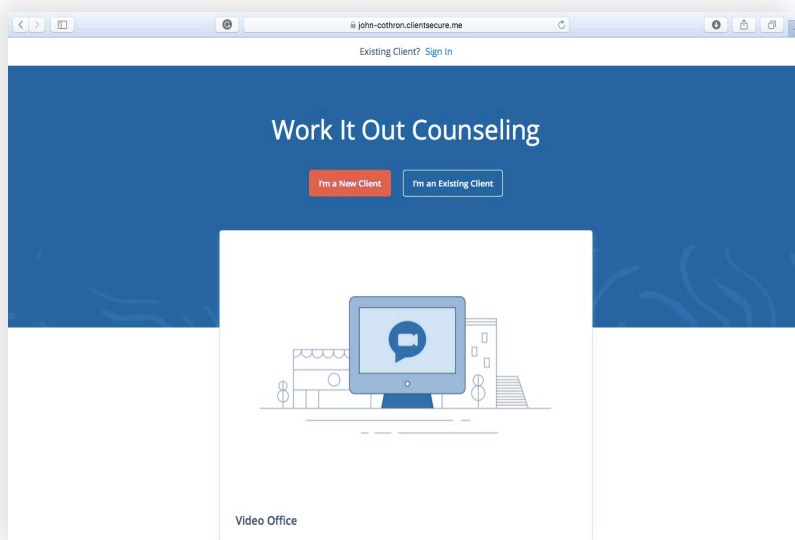 john-cothron.clientsecure.me
Existing Client? Sign In
Work It Out Counseling
I'm a New Client
I'm an Existing Client
Video Office